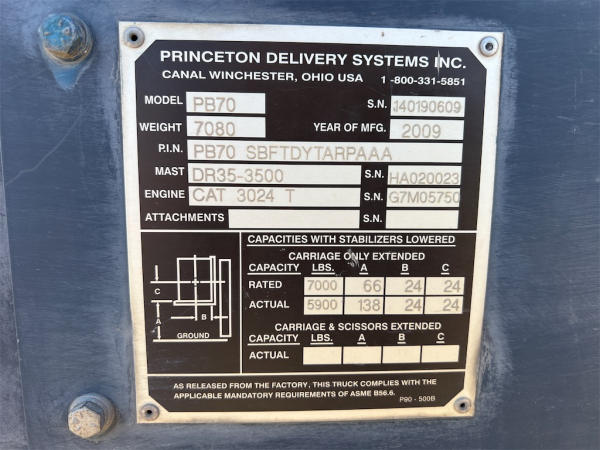 PRINCETON DELIVERY SYSTEMS INC.
CANAL WINCHESTER, OHIO USA 1-800-331-5851
MODEL PB70 S.N. J40190609
WEIGHT 7080 YEAR OF MFG. 2009
P.I.N. PB70 SBFTDYTARPAAA
MAST DR35-3500 S.N. HA020023
ENGINE CAT 3024 T S.N. G7M05750
ATTACHMENTS S.N.
CAPACITIES WITH STABILIZERS LOWERED
CARRIAGE ONLY EXTENDED
CAPACITY LBS. A B C
RATED 7000 66 24 24
ACTUAL 5900 138 24 24
CARRIAGE & SCISSORS EXTENDED
CAPACITY LBS. A B C
ACTUAL
C
B
A
GROUND
AS RELEASED FROM THE FACTORY, THIS TRUCK COMPLIES WITH THE
APPLICABLE MANDATORY REQUIREMENTS OF ASME B56.6.
P90 - 500B